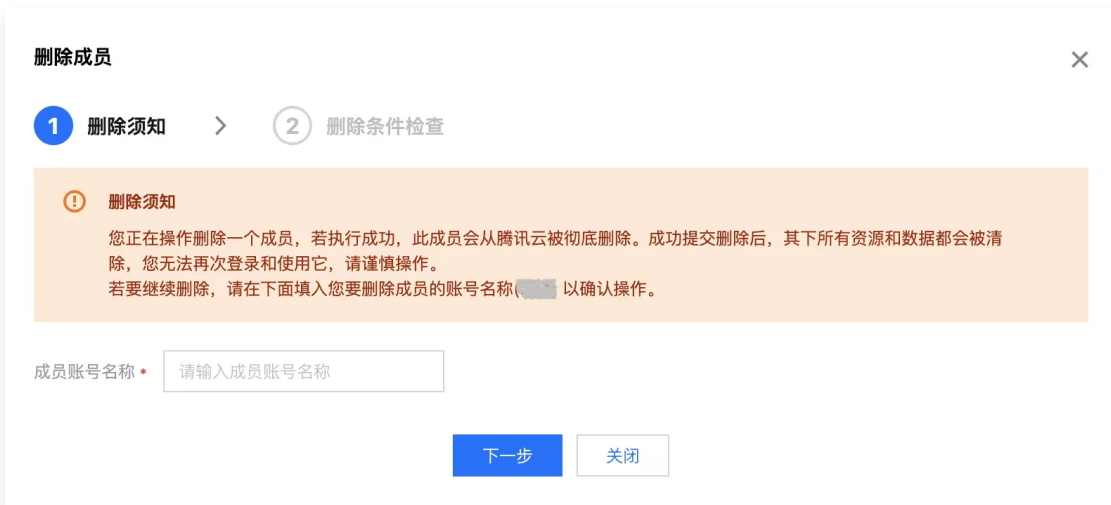 删除成员
1 删除须知 > 2 删除条件检查
删除须知
您正在操作删除一个成员，若执行成功，此成员会从腾讯云被彻底删除。成功提交删除后，其下所有资源和数据都会被清
除，您无法再次登录和使用它，请谨慎操作。
若要继续删除，请在下面填入您要删除成员的账号名称( 以确认操作。
成员账号名称 * 请输入成员账号名称
下一步 关闭